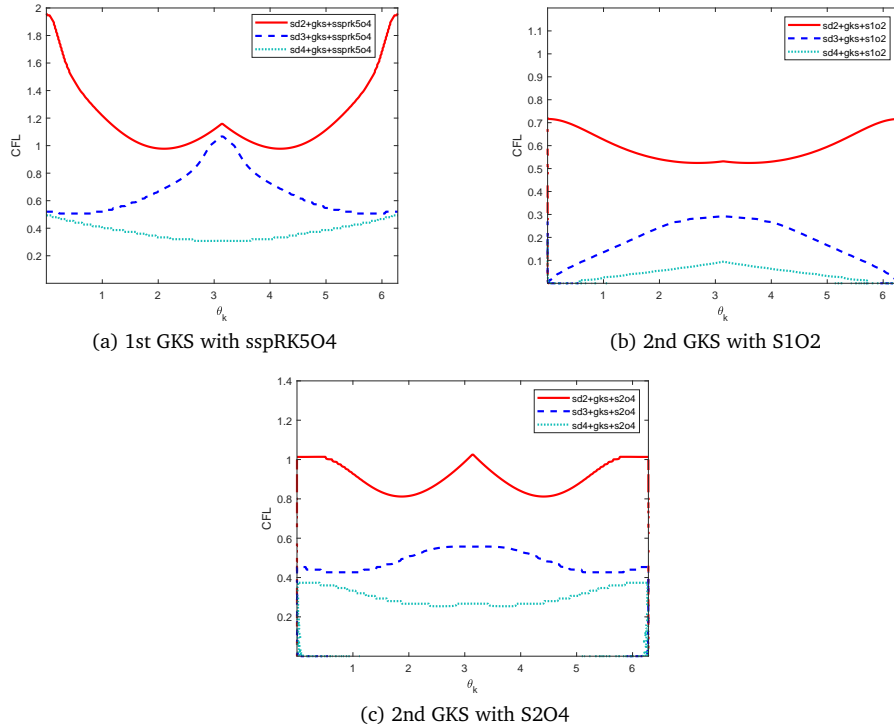 2
1.8
1.6
1.4
1.2
1
0.8
0.6
0.4
0.2
CFL
1 2 3 4 5 6
θk
sd2+gks+ssprk5o4
sd3+gks+ssprk5o4
sd4+gks+ssprk5o4
(a) 1st GKS with sspRK5O4
1.1
1
0.9
0.8
0.7
0.6
0.5
0.4
0.3
0.2
0.1
CFL
1 2 3 4 5 6
θk
sd2+gks+s1o2
sd3+gks+s1o2
sd4+gks+s1o2
(b) 2nd GKS with S1O2
1.4
1.2
1
0.8
0.6
0.4
0.2
CFL
1 2 3 4 5 6
θk
sd2+gks+s2o4
sd3+gks+s2o4
sd4+gks+s2o4
(c) 2nd GKS with S2O4